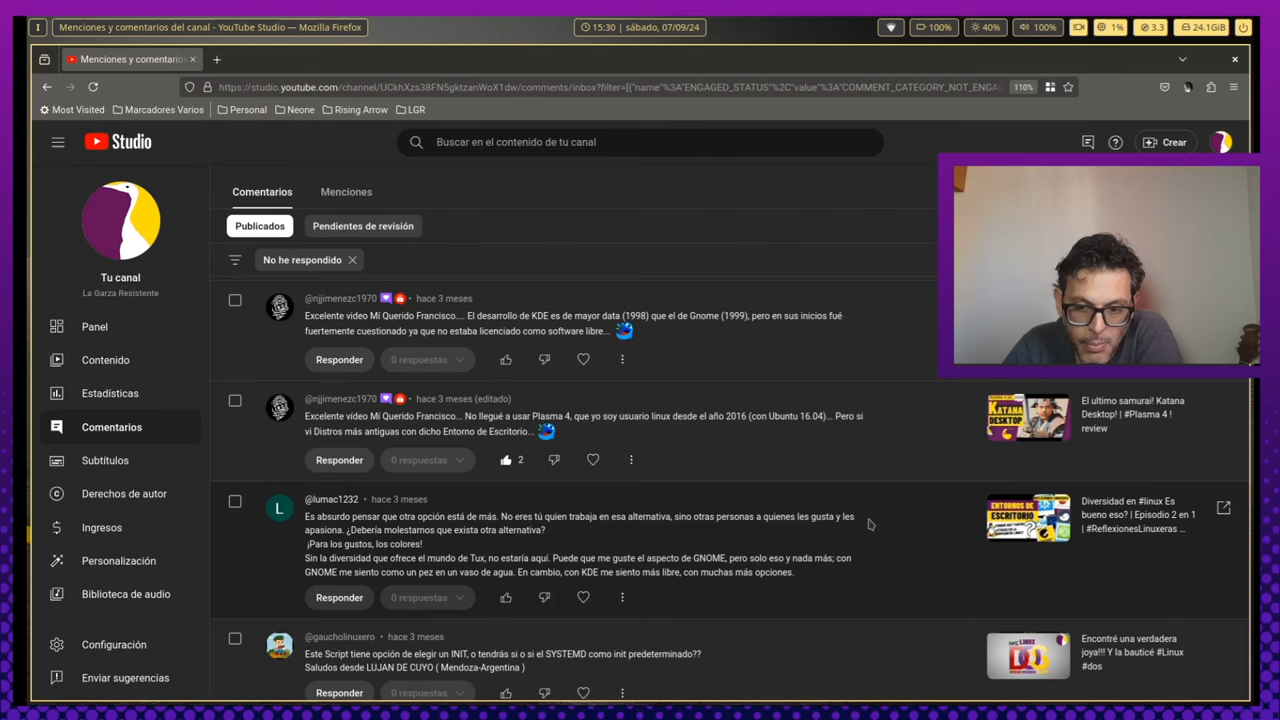 I
Menciones y comentarios del canal - YouTube Studio — Mozilla Firefox
15:30 | sábado, 07/09/24
100%
40%
100%
1%
3.3
24.1GiB
Menciones y comentario
https://studio.youtube.com/channel/UCkhXzs38FN5gktzanWoX1dw/comments/inbox?filter=[{"name"%3A"ENGAGED_STATUS"%2C"value"%3A"COMMENT_CATEGORY_NOT_ENGA
110%
Most Visited
Marcadores Varios
Personal
Neone
Rising Arrow
LGR
Studio
Buscar en el contenido de tu canal
Crear
Comentarios
Menciones
Publicados
Pendientes de revisión
No he respondido
Tu canal
La Garza Resistente
Panel
Contenido
Estadísticas
Comentarios
Subtítulos
Derechos de autor
Ingresos
Personalización
Biblioteca de audio
Configuración
Enviar sugerencias
@njjimenezc1970 • hace 3 meses
Excelente video Mi Querido Francisco.... El desarrollo de KDE es de mayor data (1998) que el de Gnome (1999), pero en sus inicios fué
fuertemente cuestionado ya que no estaba licenciado como software libre...
Responder
0 respuestas
@njjimenezc1970 • hace 3 meses (editado)
Excelente vídeo Mí Querido Francisco... No llegué a usar Plasma 4, que yo soy usuario linux desde el año 2016 (con Ubuntu 16.04)... Pero si
ví Distros más antiguas con dicho Entorno de Escritorio...
Responder
0 respuestas
2
El ultimo samurai! Katana
Desktop! | #Plasma 4 !
review
KATANA
DESKTOP
@lumac1232 • hace 3 meses
Es absurdo pensar que otra opción está de más. No eres tú quien trabaja en esa alternativa, sino otras personas a quienes les gusta y les
apasiona. ¿Debería molestarnos que exista otra alternativa?
¡Para los gustos, los colores!
Sin la diversidad que ofrece el mundo de Tux, no estaría aquí. Puede que me guste el aspecto de GNOME, pero solo eso y nada más; con
GNOME me siento como un pez en un vaso de agua. En cambio, con KDE me siento más libre, con muchas más opciones.
Responder
0 respuestas
ENTORNOS DE
ESCRITORIO
Diversidad en #linux Es
bueno eso? | Episodio 2 en 1
| #ReflexionesLinuxeras ...
@gaucholinuxero • hace 3 meses
Este Script tiene opción de elegir un INIT, o tendrás si o si el SYSTEMD como init predeterminado??
Saludos desde LUJAN DE CUYO ( Mendoza-Argentina )
Responder
0 respuestas
Encontré una verdadera
joya!!! Y la bauticé #Linux
#dos